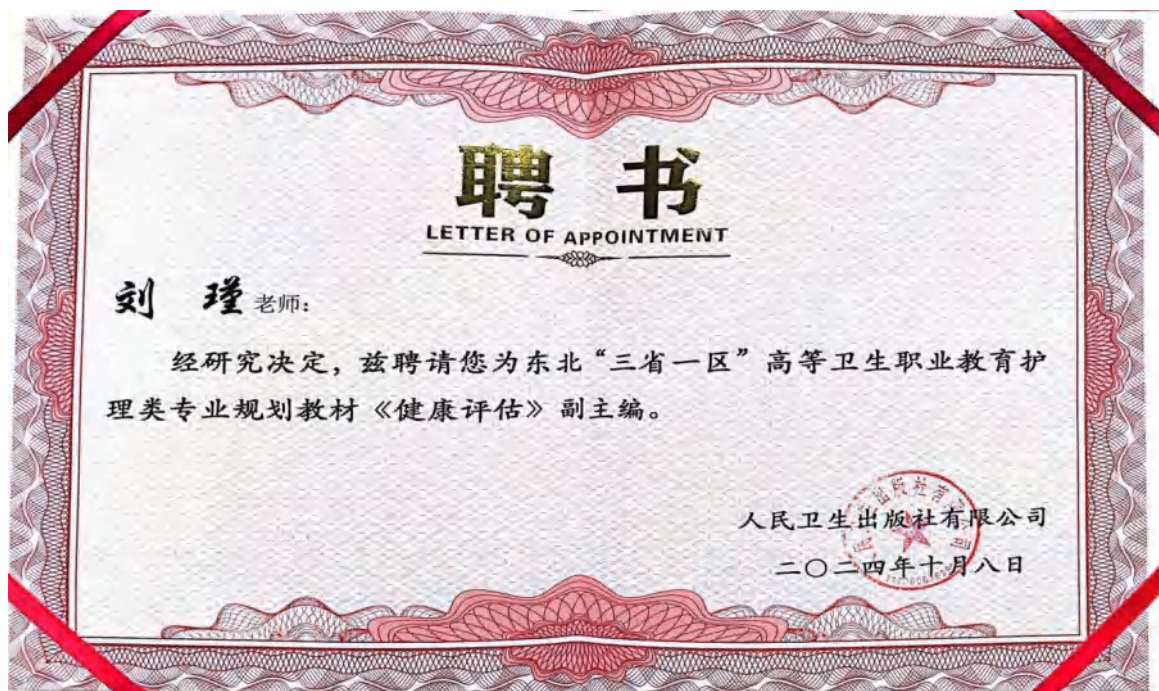 聘 书
LETTER OF APPOINTMENT
刘 瑾 老师：
经研究决定，兹聘请您为东北“三省一区”高等卫生职业教育护
理类专业规划教材《健康评估》副主编。
人民卫生出版社有限公司
二〇二四年十月八日